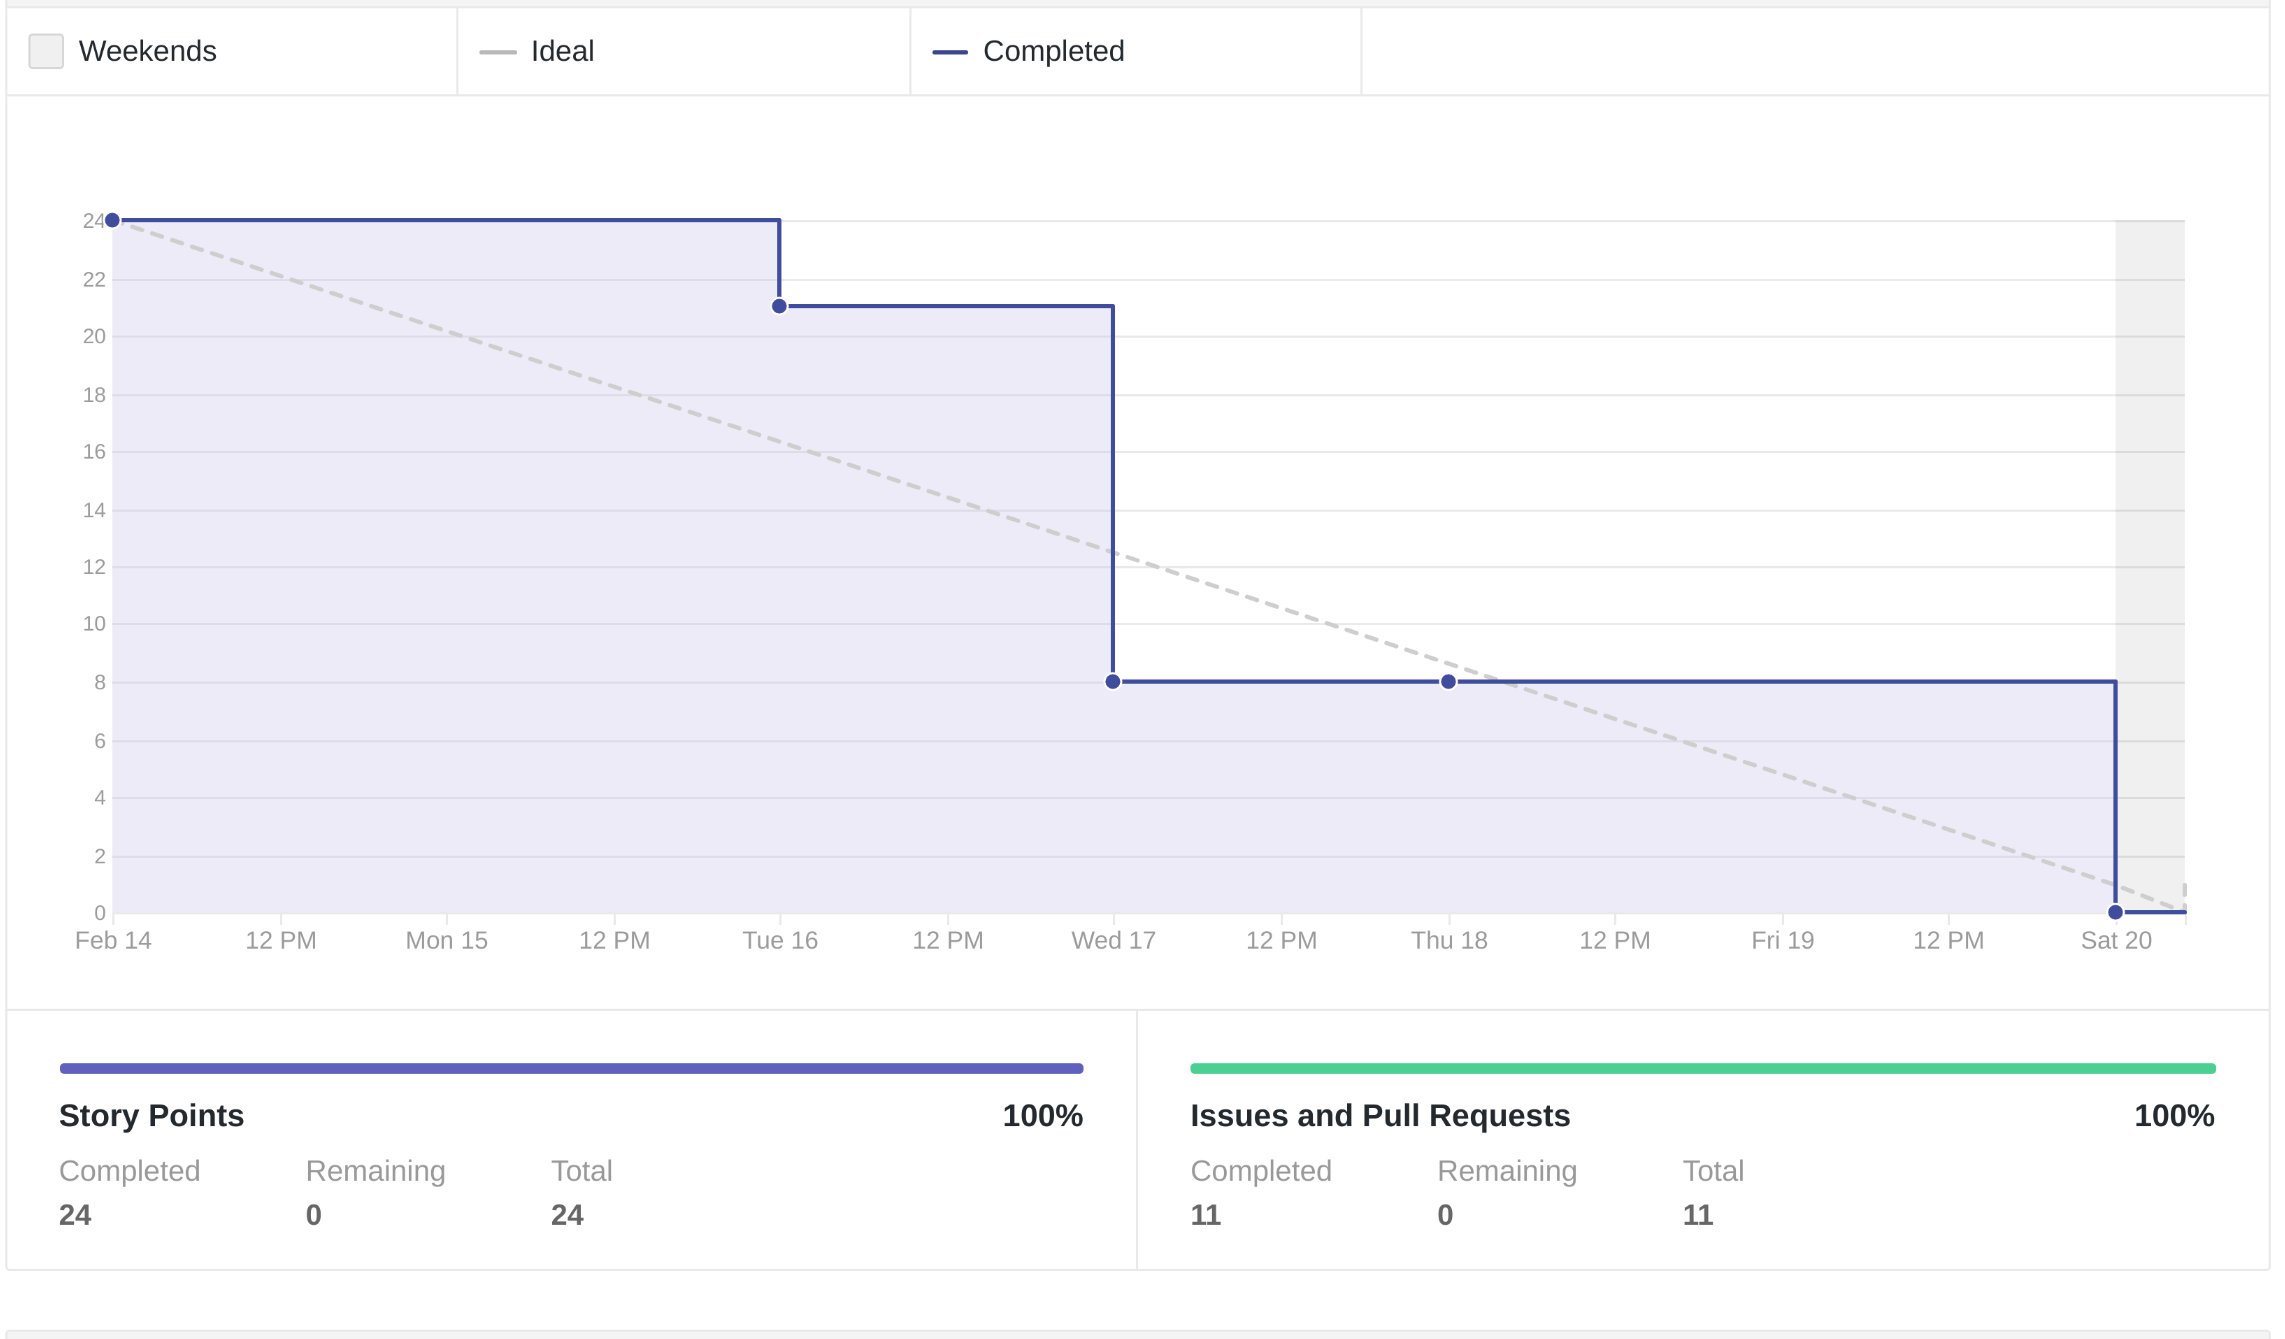 Weekends Ideal Completed
24
22
20
18
16
14
12
10
8
6
4
2
0
Feb 14 12 PM Mon 15 12 PM Tue 16 12 PM Wed 17 12 PM Thu 18 12 PM Fri 19 12 PM Sat 20
Story Points 100%
Completed Remaining Total
24 0 24
Issues and Pull Requests 100%
Completed Remaining Total
11 0 11